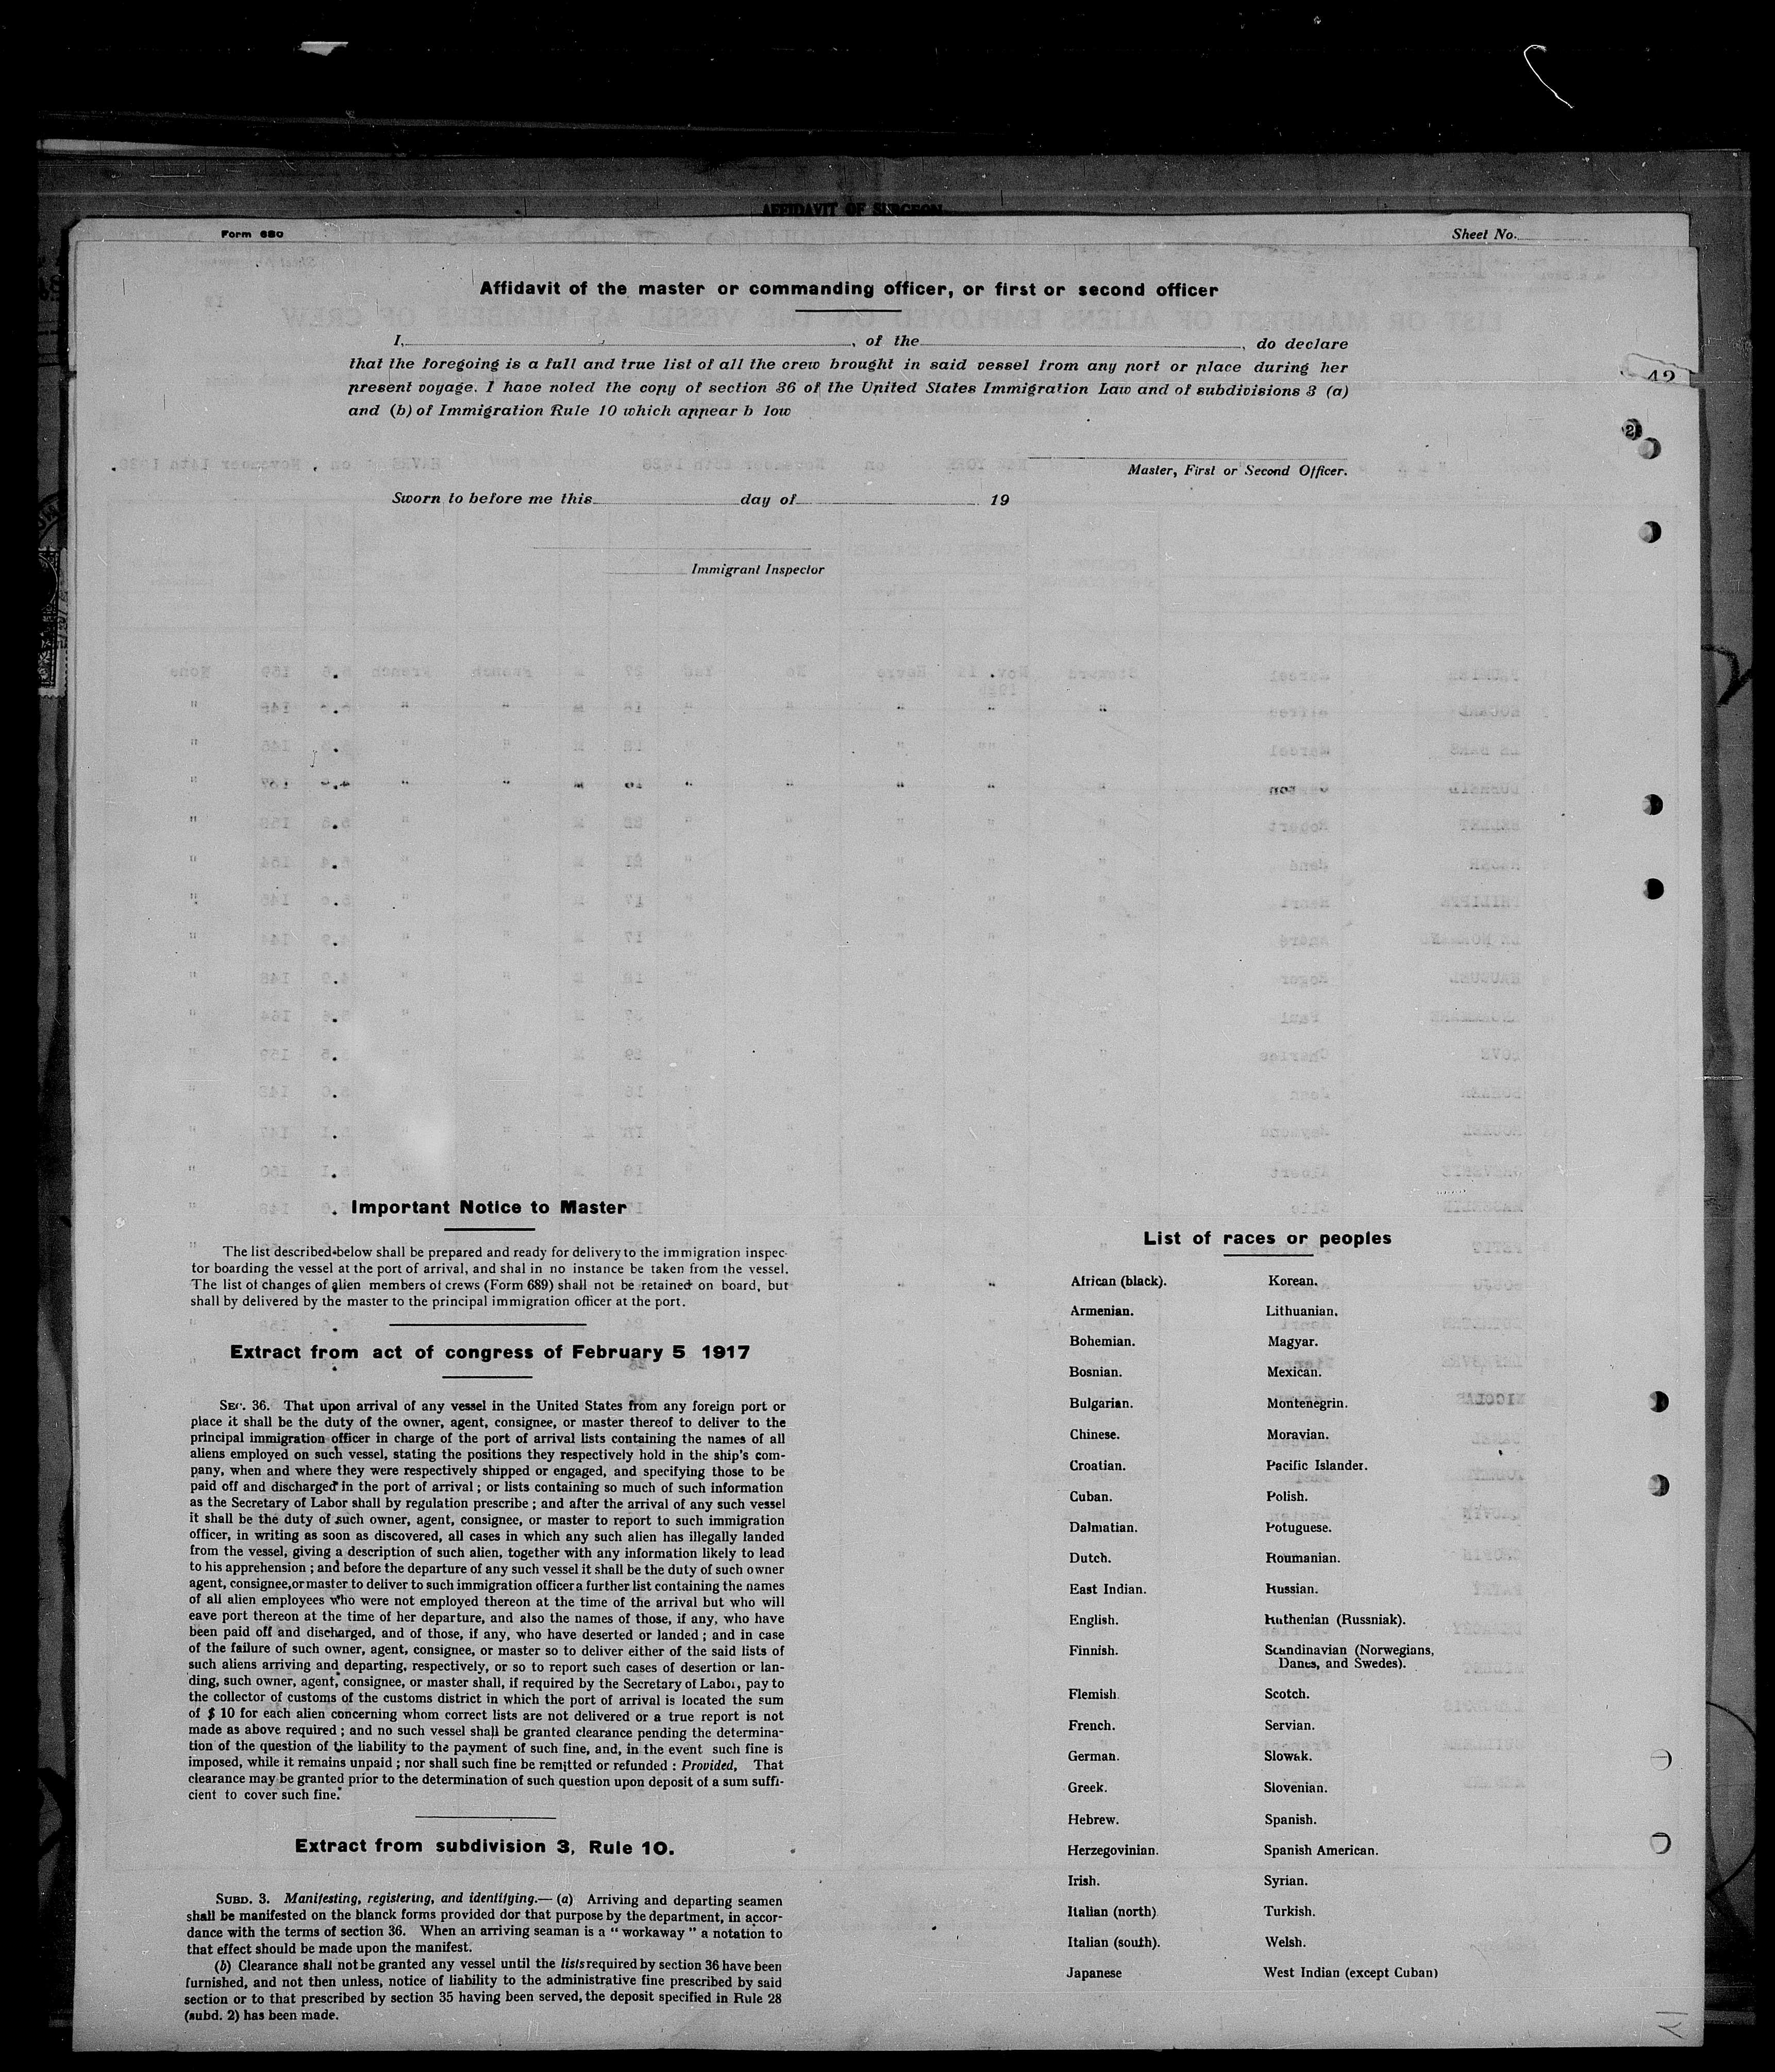 AFFIDAVIT OF SURGEON
Form 680
Sheet No.
Affidavit of the master or commanding officer, or first or second officer
I, , of the , do declare
that the foregoing is a full and true list of all the crew brought in said vessel from any port or place during her
present voyage. I have noted the copy of section 36 of the United States Immigration Law and of subdivisions 3 (a)
and (b) of Immigration Rule 10 which appear b low
42
2
Master, First or Second Officer.
Sworn to before me this day of 19
Immigrant Inspector
Important Notice to Master
The list described below shall be prepared and ready for delivery to the immigration inspec-
tor boarding the vessel at the port of arrival, and shal in no instance be taken from the vessel.
The list of changes of alien members of crews (Form 689) shall not be retained on board, but
shall by delivered by the master to the principal immigration officer at the port.
Extract from act of congress of February 5 1917
SEC. 36. That upon arrival of any vessel in the United States from any foreign port or
place it shall be the duty of the owner, agent, consignee, or master thereof to deliver to the
principal immigration officer in charge of the port of arrival lists containing the names of all
aliens employed on such vessel, stating the positions they respectively hold in the ship's com-
pany, when and where they were respectively shipped or engaged, and specifying those to be
paid off and discharged in the port of arrival ; or lists containing so much of such information
as the Secretary of Labor shall by regulation prescribe ; and after the arrival of any such vessel
it shall be the duty of such owner, agent, consignee, or master to report to such immigration
officer, in writing as soon as discovered, all cases in which any such alien has illegally landed
from the vessel, giving a description of such alien, together with any information likely to lead
to his apprehension ; and before the departure of any such vessel it shall be the duty of such owner
agent, consignee, or master to deliver to such immigration officer a further list containing the names
of all alien employees who were not employed thereon at the time of the arrival but who will
eave port thereon at the time of her departure, and also the names of those, if any, who have
been paid off and discharged, and of those, if any, who have deserted or landed ; and in case
of the failure of such owner, agent, consignee, or master so to deliver either of the said lists of
such aliens arriving and departing, respectively, or so to report such cases of desertion or lan-
ding, such owner, agent, consignee, or master shall, if required by the Secretary of Labor, pay to
the collector of customs of the customs district in which the port of arrival is located the sum
of $ 10 for each alien concerning whom correct lists are not delivered or a true report is not
made as above required ; and no such vessel shall be granted clearance pending the determina-
tion of the question of the liability to the payment of such fine, and, in the event such fine is
imposed, while it remains unpaid ; nor shall such fine be remitted or refunded : Provided, That
clearance may be granted prior to the determination of such question upon deposit of a sum suffi-
cient to cover such fine.
Extract from subdivision 3, Rule 10.
SUBD. 3. Manifesting, registering, and identifying.— (a) Arriving and departing seamen
shall be manifested on the blanck forms provided dor that purpose by the department, in accor-
dance with the terms of section 36. When an arriving seaman is a " workaway " a notation to
that effect should be made upon the manifest.
(b) Clearance shall not be granted any vessel until the lists required by section 36 have been
furnished, and not then unless, notice of liability to the administrative fine prescribed by said
section or to that prescribed by section 35 having been served, the deposit specified in Rule 28
(subd. 2) has been made.
List of races or peoples
African (black). Korean.
Armenian. Lithuanian.
Bohemian. Magyar.
Bosnian. Mexican.
Bulgarian. Montenegrin.
Chinese. Moravian.
Croatian. Pacific Islander.
Cuban. Polish.
Dalmatian. Potuguese.
Dutch. Roumanian.
East Indian. Russian.
English. Ruthenian (Russniak).
Finnish. Scandinavian (Norwegians,
Danes, and Swedes).
Flemish Scotch.
French. Servian.
German. Slowak.
Greek. Slovenian.
Hebrew. Spanish.
Herzegovinian. Spanish American.
Irish. Syrian.
Italian (north) Turkish.
Italian (south). Welsh.
Japanese West Indian (except Cuban)